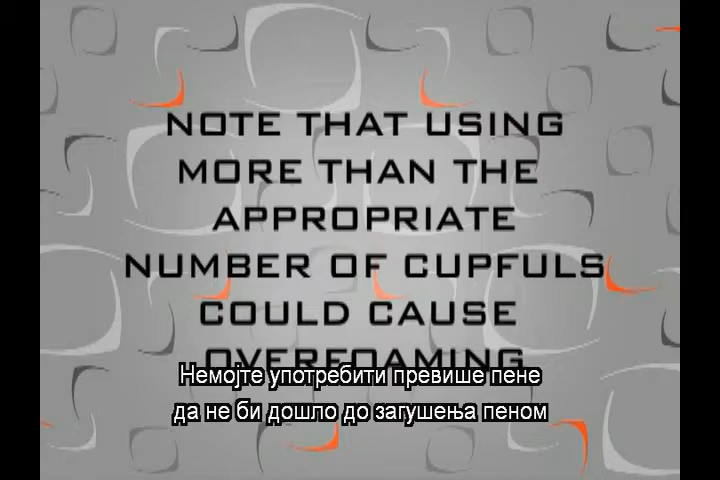 NOTE THAT USING
MORE THAN THE
APPROPRIATE
NUMBER OF CUPFULS
COULD CAUSE
OVERFOAMING
Немојте употребити превише пене
да не би дошло до загушења пеном